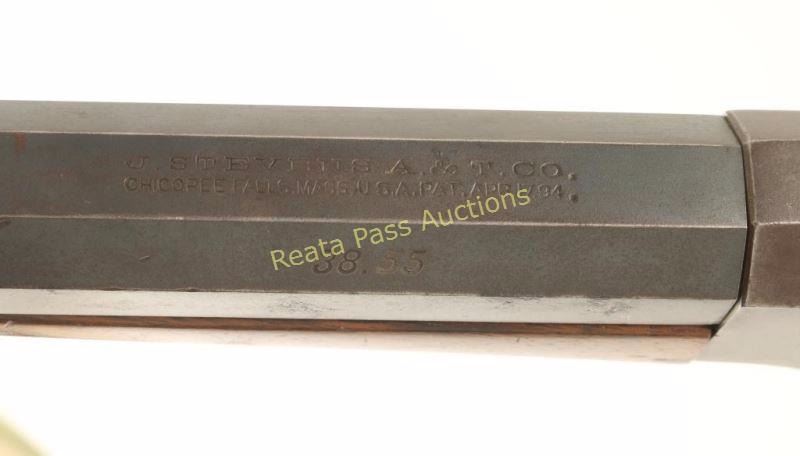 J. STEVENS A. & T. CO.
CHICOPEE FALLS. MASS. U.S.A. PAT. APR. 17. 94.
Reata Pass Auctions
38.55